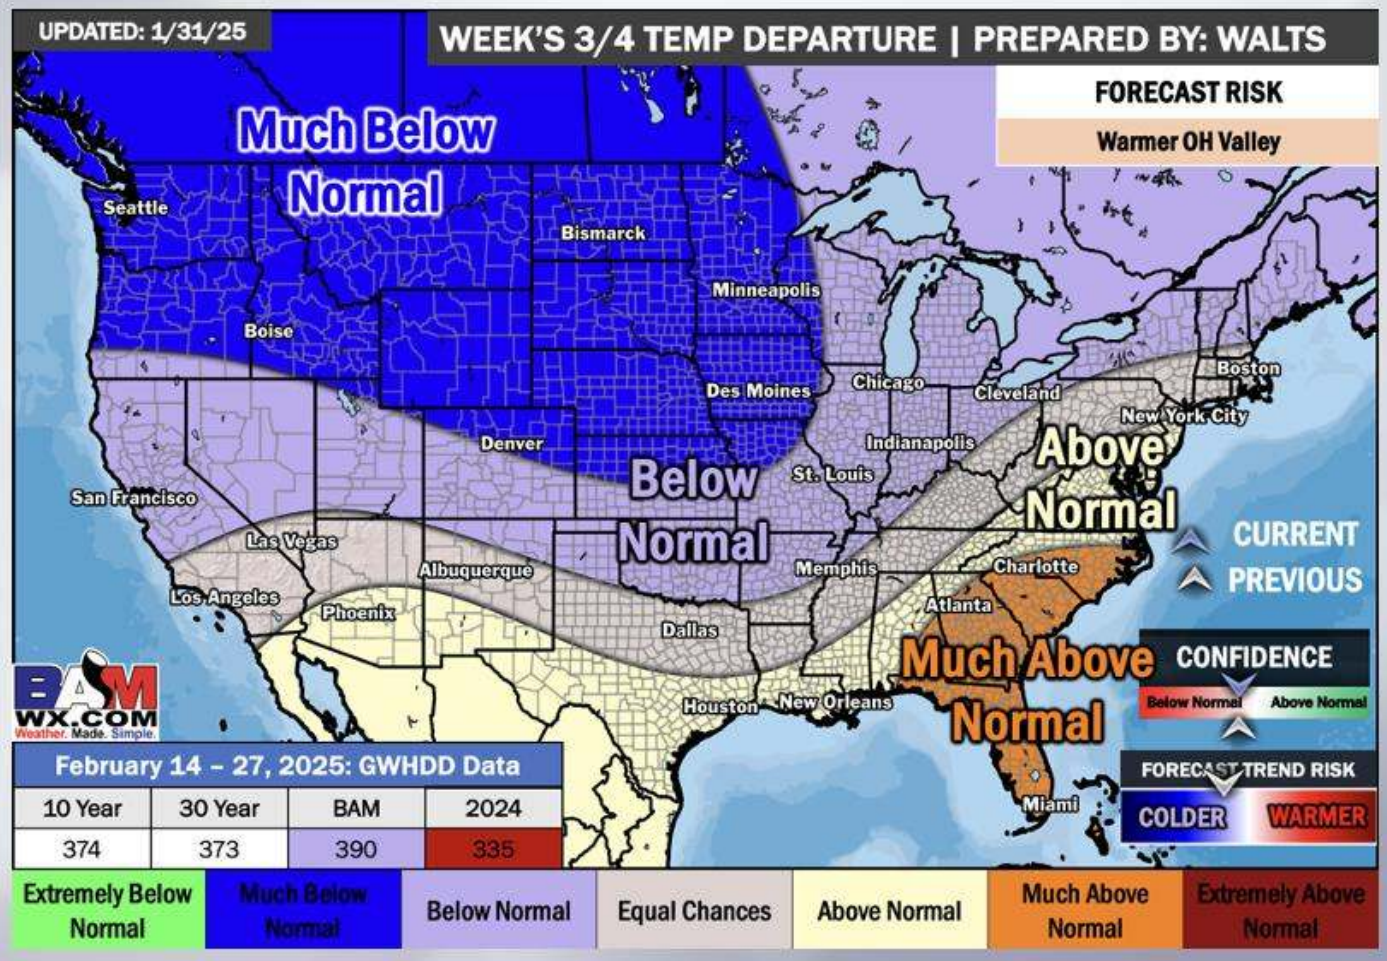 UPDATED: 1/31/25
WEEK'S 3/4 TEMP DEPARTURE | PREPARED BY: WALTS
FORECAST RISK
Warmer OH Valley
Much Below
Normal
Seattle
Bismarck
Minneapolis
Boise
Des Moines
Chicago
Cleveland
Boston
New York City
Denver
Indianapolis
Above
Normal
Below
Normal
St. Louis
San Francisco
Las Vegas
Albuquerque
Memphis
Charlotte
CURRENT
PREVIOUS
Los Angeles
Phoenix
Dallas
Atlanta
Much Above
Normal
Houston
New Orleans
Miami
CONFIDENCE
Below Normal
Above Normal
FORECAST TREND RISK
COLDER
WARMER
BAM
WX.COM
Weather. Made. Simple.
February 14 – 27, 2025: GWHDD Data
10 Year 30 Year BAM 2024
374 373 390 335
Extremely Below
Normal
Much Below
Normal
Below Normal
Equal Chances
Above Normal
Much Above
Normal
Extremely Above
Normal